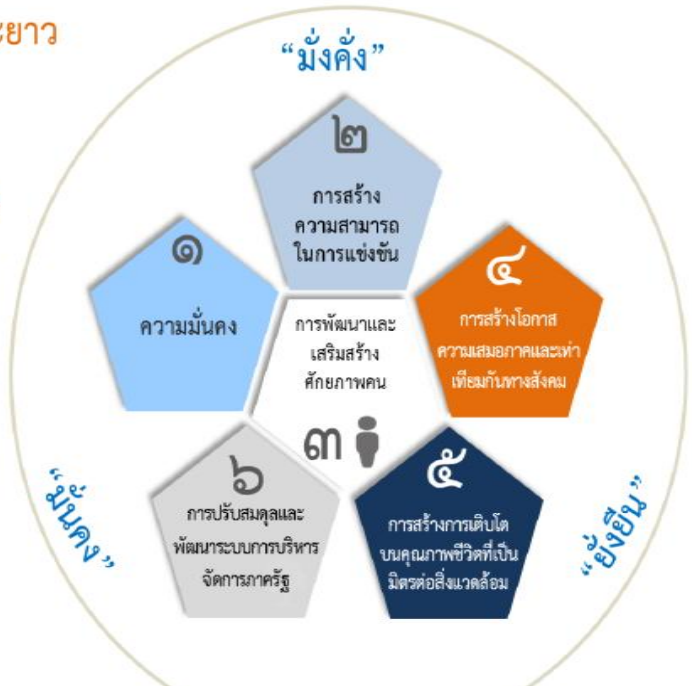 ะยาว
“มั่งคั่ง”
๒
การสร้าง
ความสามารถ
ในการแข่งขัน
๑
ความมั่นคง
การพัฒนาและ
เสริมสร้าง
ศักยภาพคน
๓
๔
การสร้างโอกาส
ความเสมอภาคและเท่า
เทียมกันทางสังคม
๖
การปรับสมดุลและ
พัฒนาระบบการบริหาร
จัดการภาครัฐ
๕
การสร้างการเติบโต
บนคุณภาพชีวิตที่เป็น
มิตรต่อสิ่งแวดล้อม
“มั่นคง”
“ยั่งยืน”